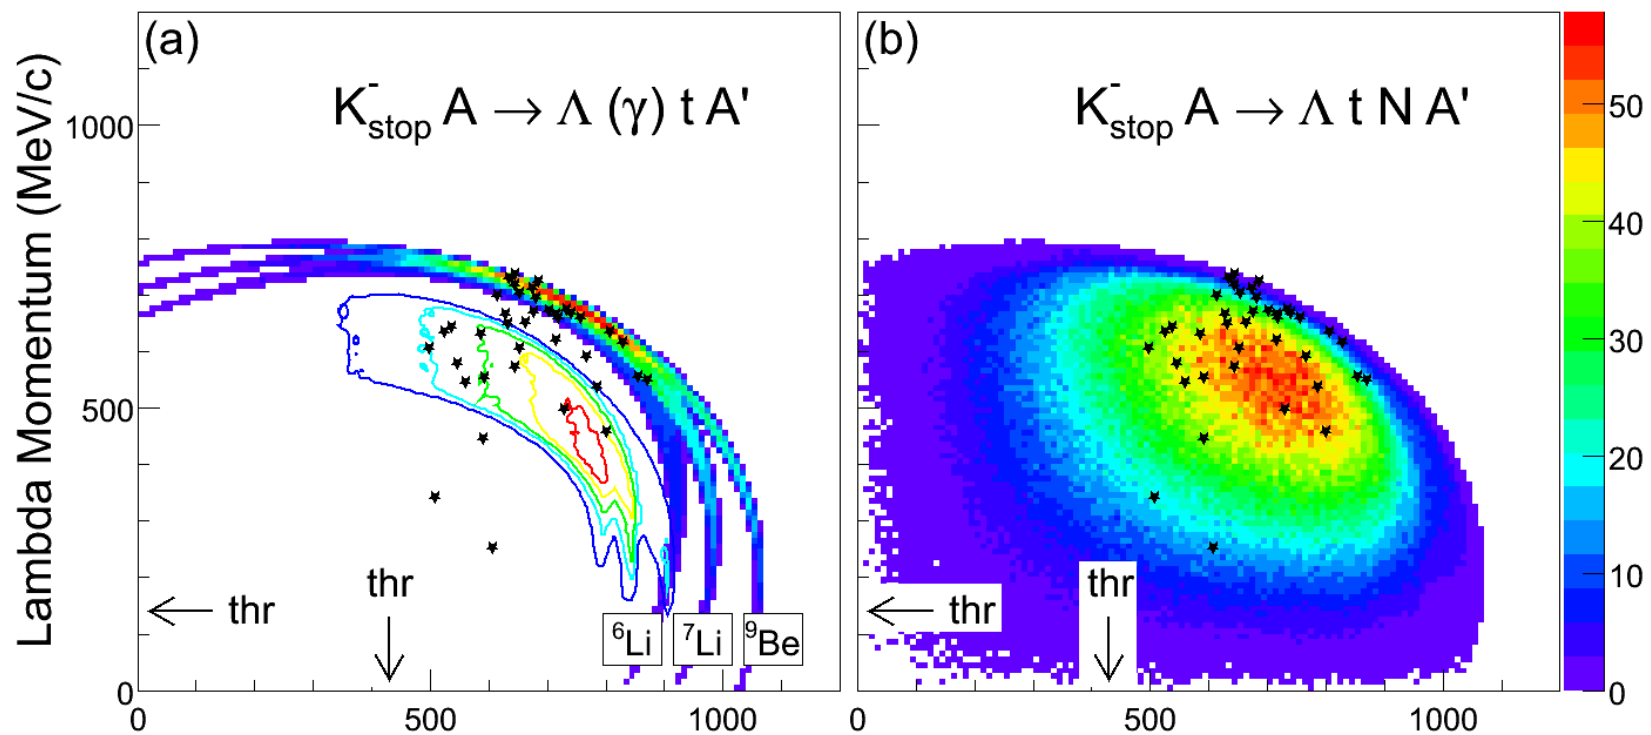 (a)
K⁻stop A → Λ (γ) t A'
Lambda Momentum (MeV/c)
1000
500
0
thr
thr
⁶Li
⁷Li
⁹Be
0
500
1000
(b)
K⁻stop A → Λ t N A'
thr
thr
0
500
1000
50
40
30
20
10
0